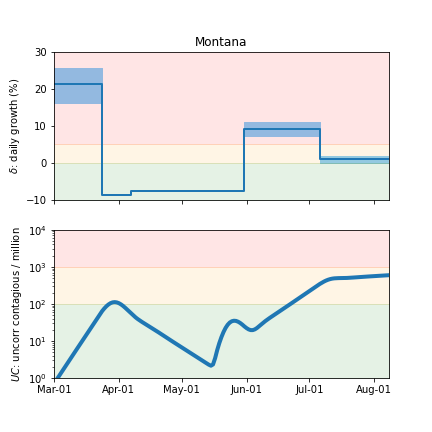 Montana
δ: daily growth (%)
30
20
10
0
−10
UC: uncorr contagious / million
10⁴
10³
10²
10¹
10⁰
Mar-01 Apr-01 May-01 Jun-01 Jul-01 Aug-01